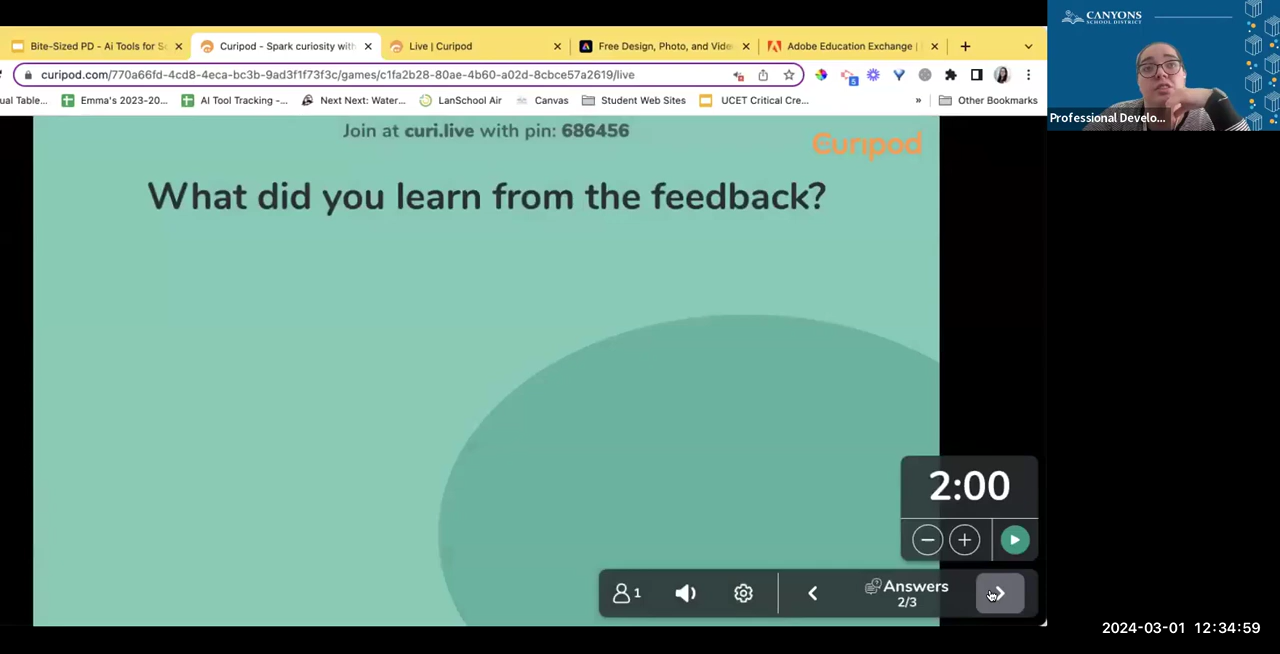 Bite-Sized PD - Ai Tools for S
Curipod - Spark curiosity with
Live | Curipod
Free Design, Photo, and Vide
Adobe Education Exchange |
curipod.com/770a66fd-4cd8-4eca-bc3b-9ad3f1f73f3c/games/c1fa2b28-80ae-4b60-a02d-8cbce57a2619/live
ual Table...
Emma's 2023-20...
AI Tool Tracking -...
Next Next: Water...
LanSchool Air
Canvas
Student Web Sites
UCET Critical Cre...
»
Other Bookmarks
CANYONS
SCHOOL DISTRICT
Professional Develo...
Join at curi.live with pin: 686456
Curipod
What did you learn from the feedback?
2:00
1
Answers
2/3
2024-03-01 12:34:59